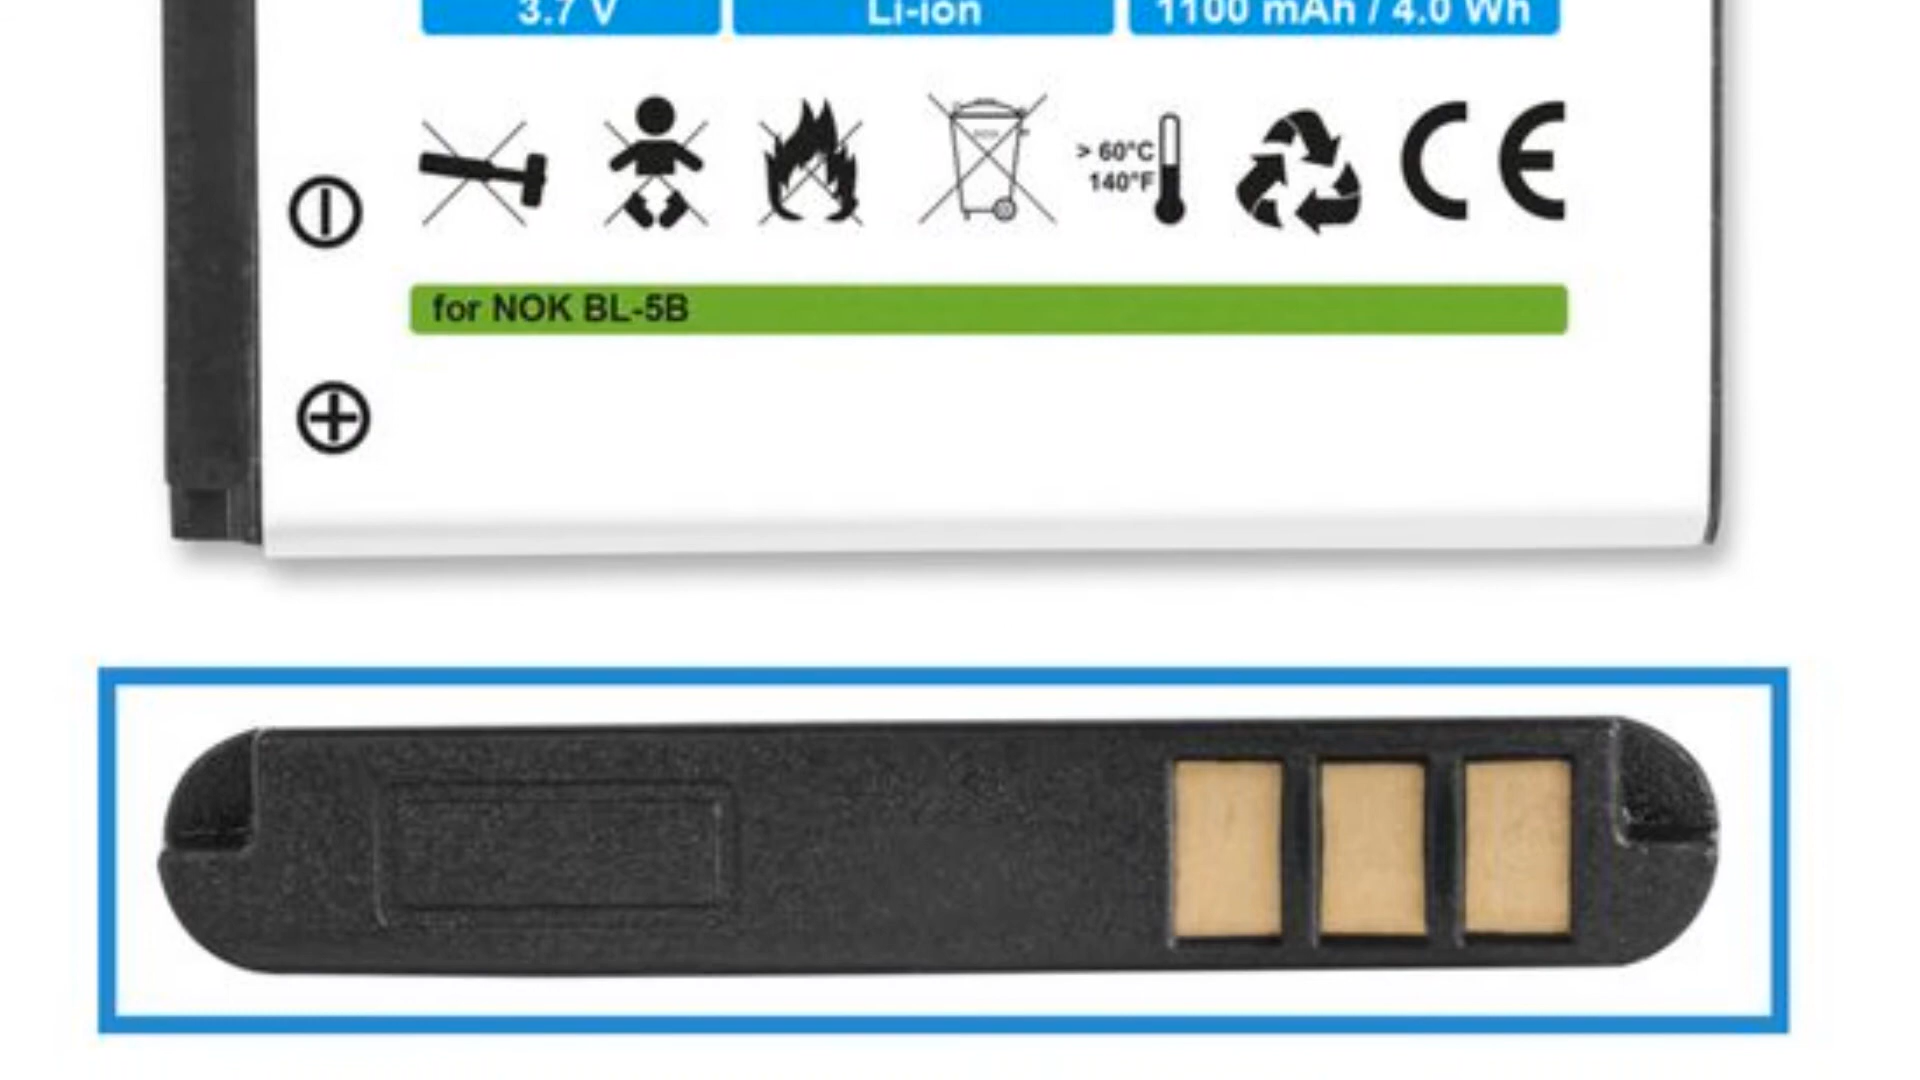 3.7 V Li-ion 1100 mAh / 4.0 Wh
> 60°C
140°F
CE
for NOK BL-5B